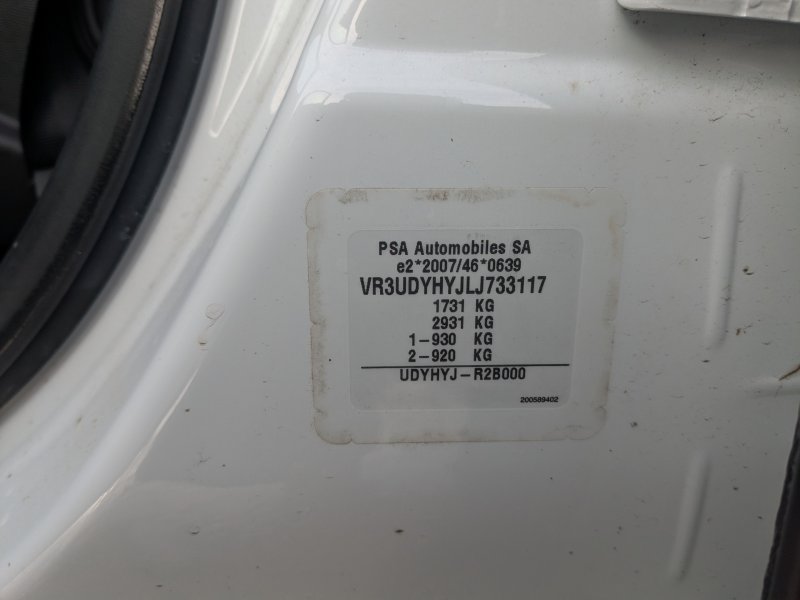 PSA Automobiles SA
e2*2007/46*0639
VR3UDYHYJLJ733117
1731 KG
2931 KG
1-930 KG
2-920 KG
UDYHYJ-R2B000
200589402